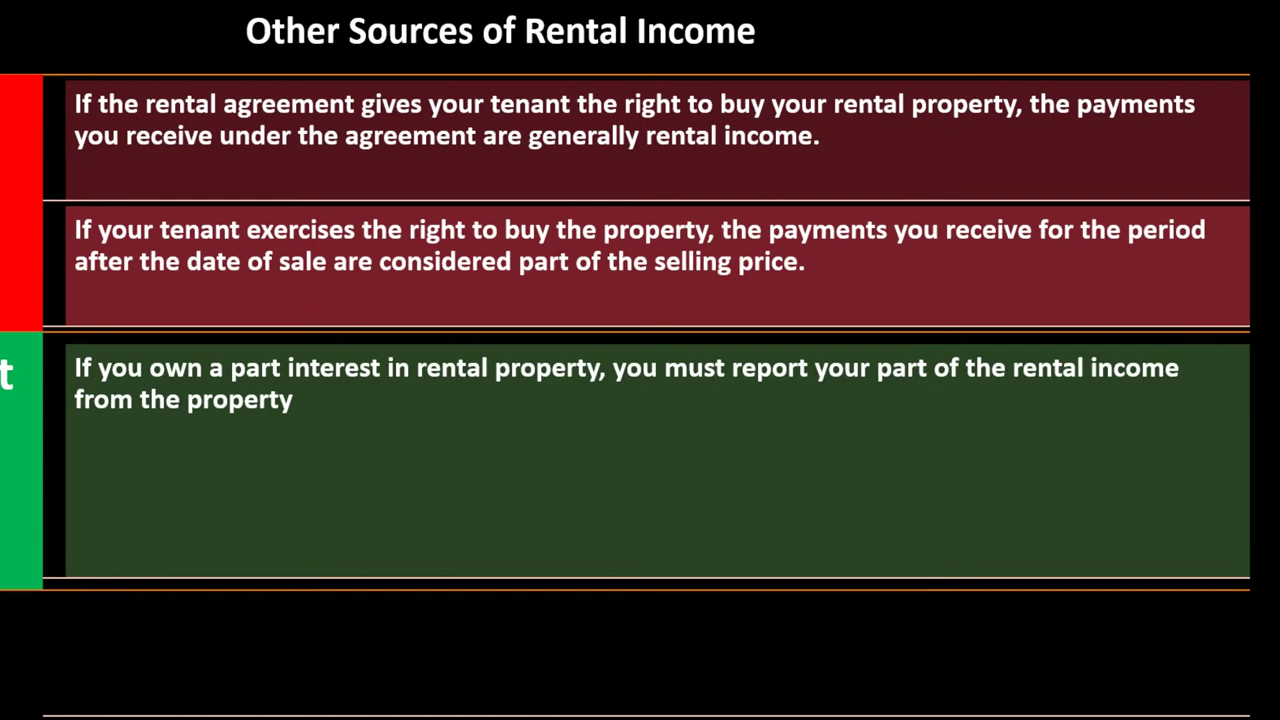 Other Sources of Rental Income
If the rental agreement gives your tenant the right to buy your rental property, the payments
you receive under the agreement are generally rental income.
If your tenant exercises the right to buy the property, the payments you receive for the period
after the date of sale are considered part of the selling price.
t
If you own a part interest in rental property, you must report your part of the rental income
from the property